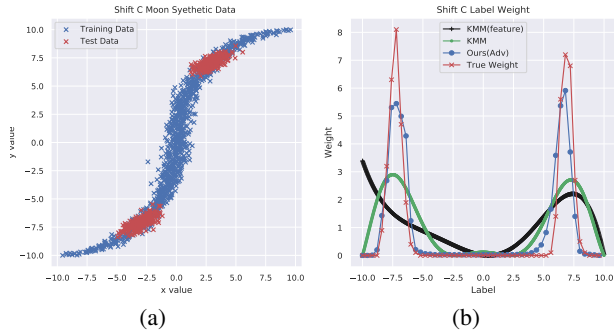 Shift C Moon Syethetic Data
Training Data
Test Data
10.0
7.5
5.0
2.5
0.0
−2.5
−5.0
−7.5
−10.0
y value
−10.0 −7.5 −5.0 −2.5 0.0 2.5 5.0 7.5 10.0
x value
(a)
Shift C Label Weight
KMM(feature)
KMM
Ours(Adv)
True Weight
8
7
6
5
4
3
2
1
0
Weight
−10.0 −7.5 −5.0 −2.5 0.0 2.5 5.0 7.5 10.0
Label
(b)